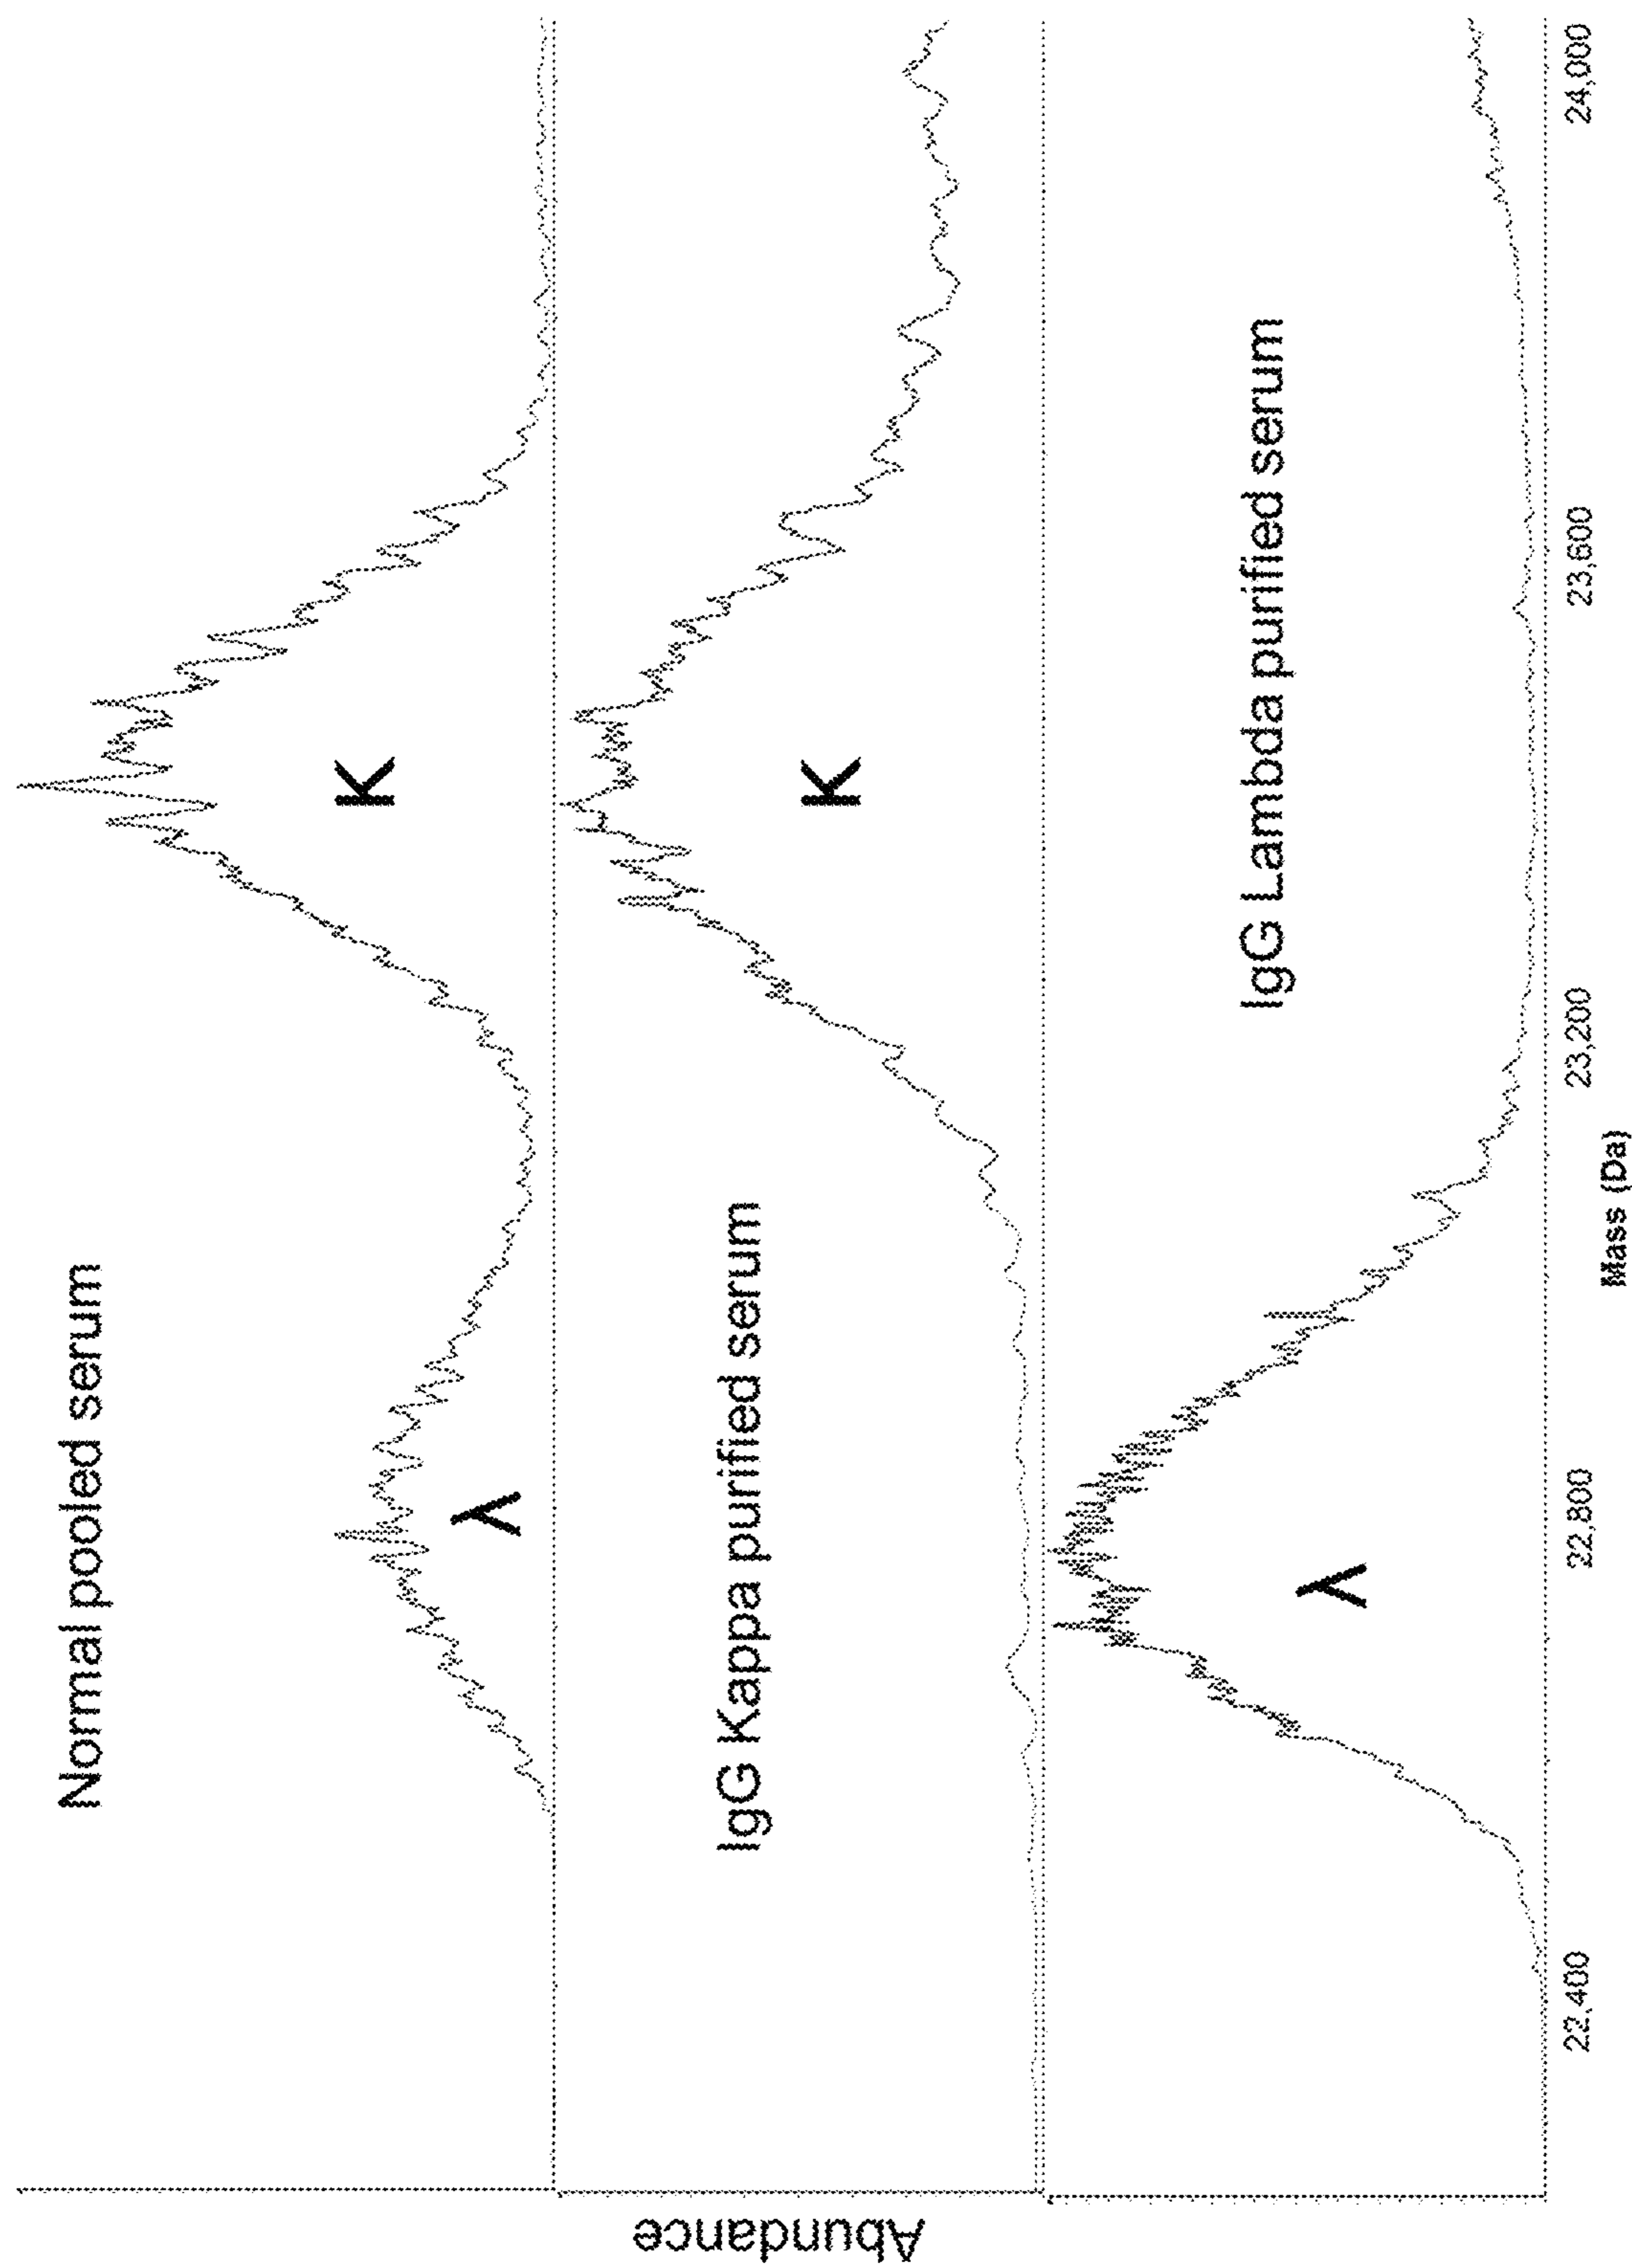 Abundance
Normal pooled serum
λ
K
IgG Kappa purified serum
K
IgG Lambda purified serum
λ
22,400
22,800
23,200
23,600
24,000
Mass (Da)